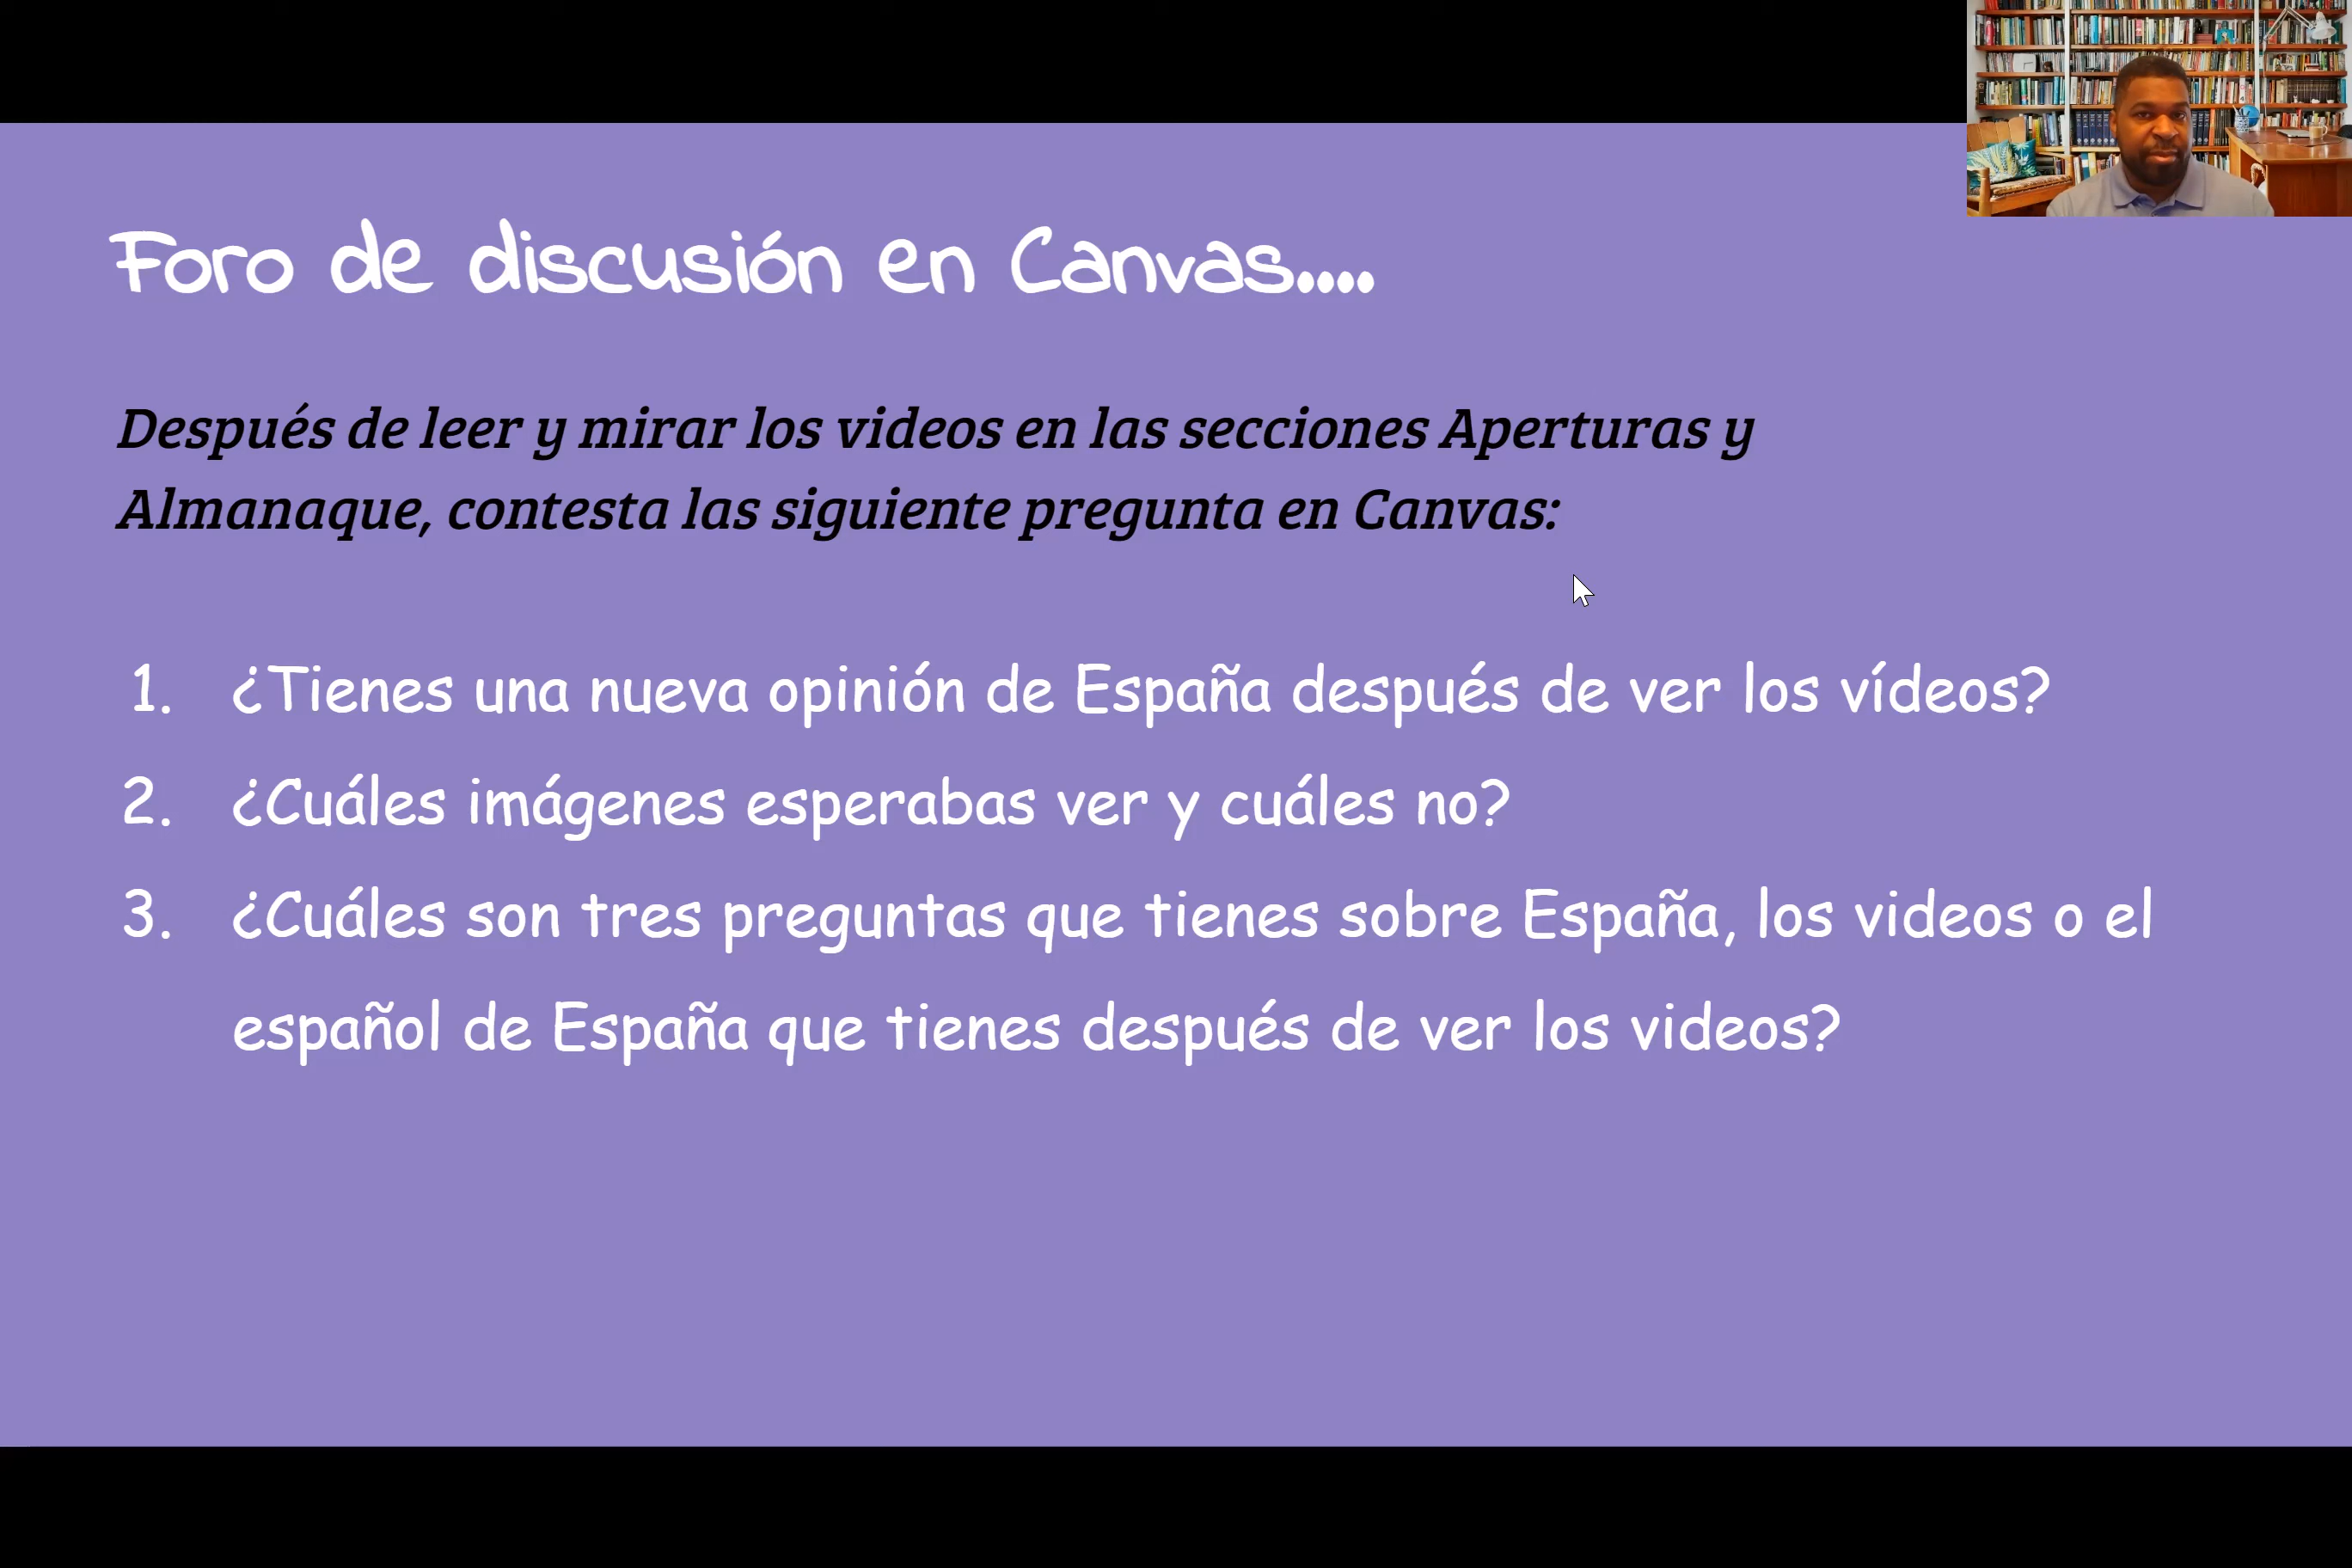 Foro de discusión en Canvas....
Después de leer y mirar los videos en las secciones Aperturas y
Almanaque, contesta las siguiente pregunta en Canvas:
1. ¿Tienes una nueva opinión de España después de ver los vídeos?
2. ¿Cuáles imágenes esperabas ver y cuáles no?
3. ¿Cuáles son tres preguntas que tienes sobre España, los videos o el
español de España que tienes después de ver los videos?